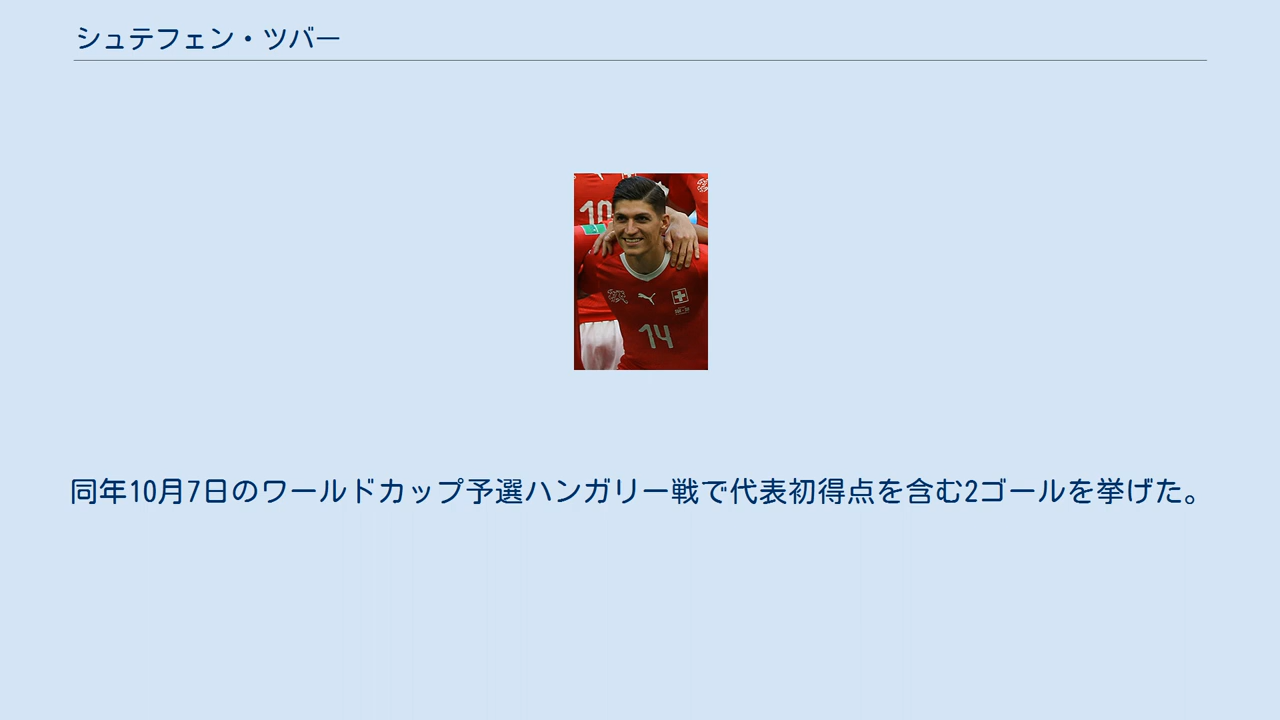 シュテフェン・ツバー
10
14
同年10月7日のワールドカップ予選ハンガリー戦で代表初得点を含む2ゴールを挙げた。